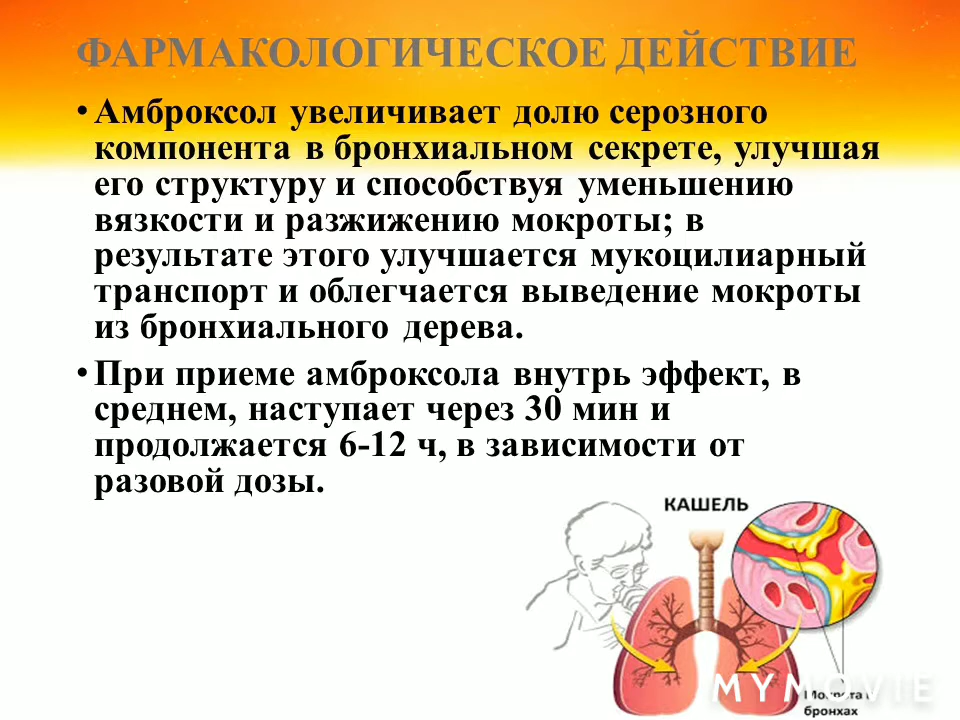 ФАРМАКОЛОГИЧЕСКОЕ ДЕЙСТВИЕ
• Амброксол увеличивает долю серозного
компонента в бронхиальном секрете, улучшая
его структуру и способствуя уменьшению
вязкости и разжижению мокроты; в
результате этого улучшается мукоцилиарный
транспорт и облегчается выведение мокроты
из бронхиального дерева.
• При приеме амброксола внутрь эффект, в
среднем, наступает через 30 мин и
продолжается 6-12 ч, в зависимости от
разовой дозы.
КАШЕЛЬ
MYMOVIE
Мокрота в
бронхах